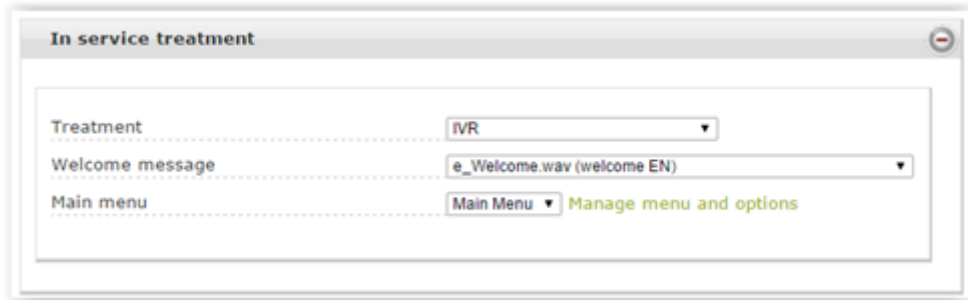 In service treatment
Treatment IVR
Welcome message e_Welcome.wav (welcome EN)
Main menu Main Menu Manage menu and options